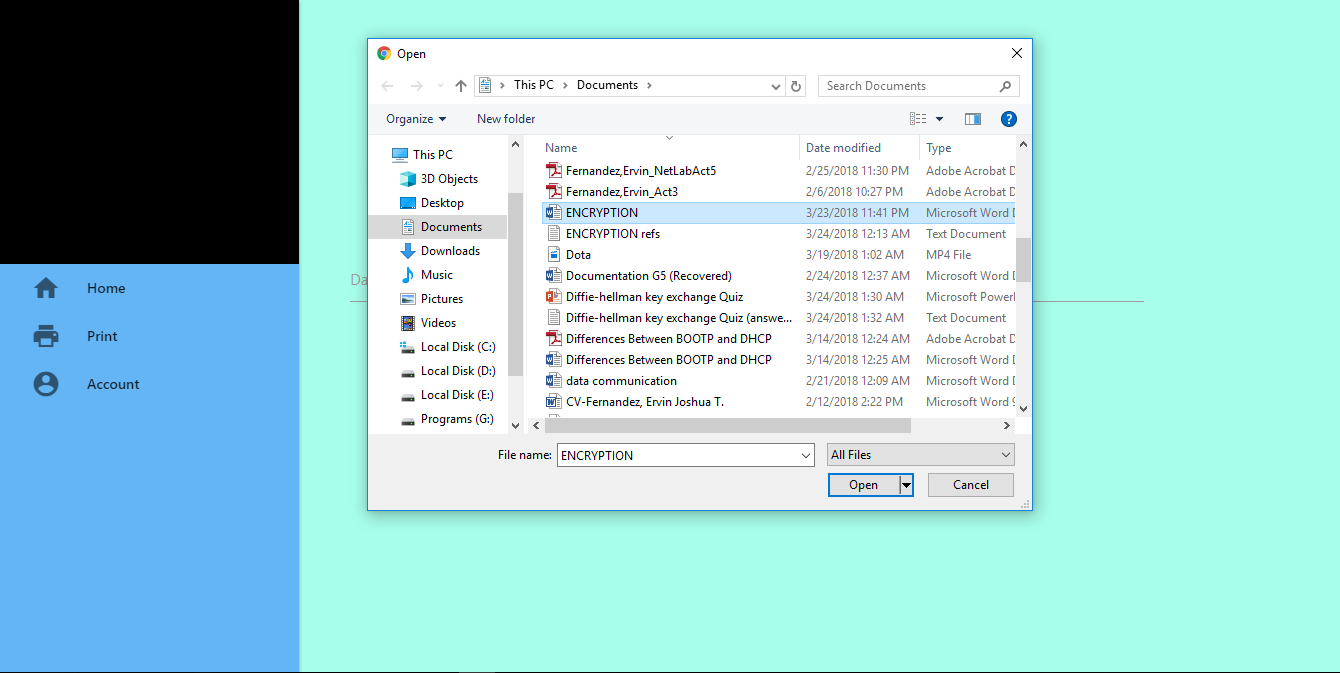 Open
This PC
Documents
Search Documents
Organize
New folder
Name
Date modified
Type
This PC
3D Objects
Desktop
Documents
Downloads
Music
Pictures
Videos
Local Disk (C:)
Local Disk (D:)
Local Disk (E:)
Programs (G:)
Fernandez,Ervin_NetLabAct5 2/25/2018 11:30 PM Adobe Acrobat D
Fernandez,Ervin_Act3 2/6/2018 10:27 PM Adobe Acrobat D
ENCRYPTION 3/23/2018 11:41 PM Microsoft Word D
ENCRYPTION refs 3/24/2018 12:13 AM Text Document
Dota 3/19/2018 1:02 AM MP4 File
Documentation G5 (Recovered) 2/24/2018 12:37 AM Microsoft Word D
Diffie-hellman key exchange Quiz 3/24/2018 1:30 AM Microsoft PowerP
Diffie-hellman key exchange Quiz (answe... 3/24/2018 1:32 AM Text Document
Differences Between BOOTP and DHCP 3/14/2018 12:24 AM Adobe Acrobat D
Differences Between BOOTP and DHCP 3/14/2018 12:25 AM Microsoft Word D
data communication 2/21/2018 12:09 AM Microsoft Word D
CV-Fernandez, Ervin Joshua T. 2/12/2018 2:22 PM Microsoft Word 9
File name: ENCRYPTION
All Files
Open
Cancel
Home
Print
Account
Da